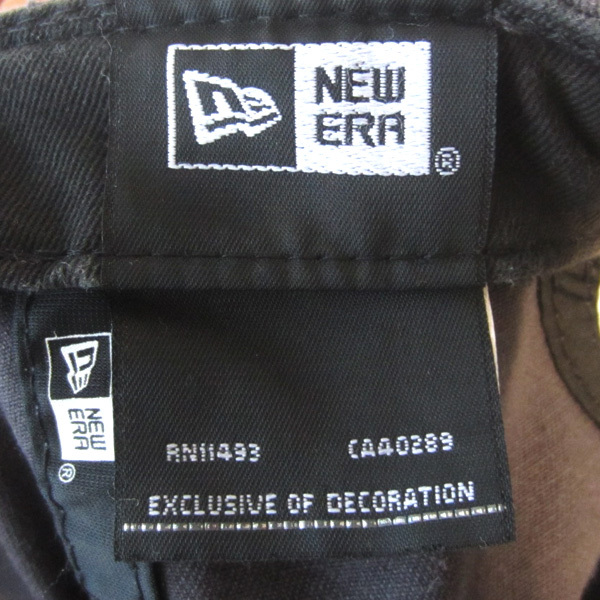 NEW
ERA
®
RN11493 CA40289
EXCLUSIVE OF DECORATION
NEW
ERA
®